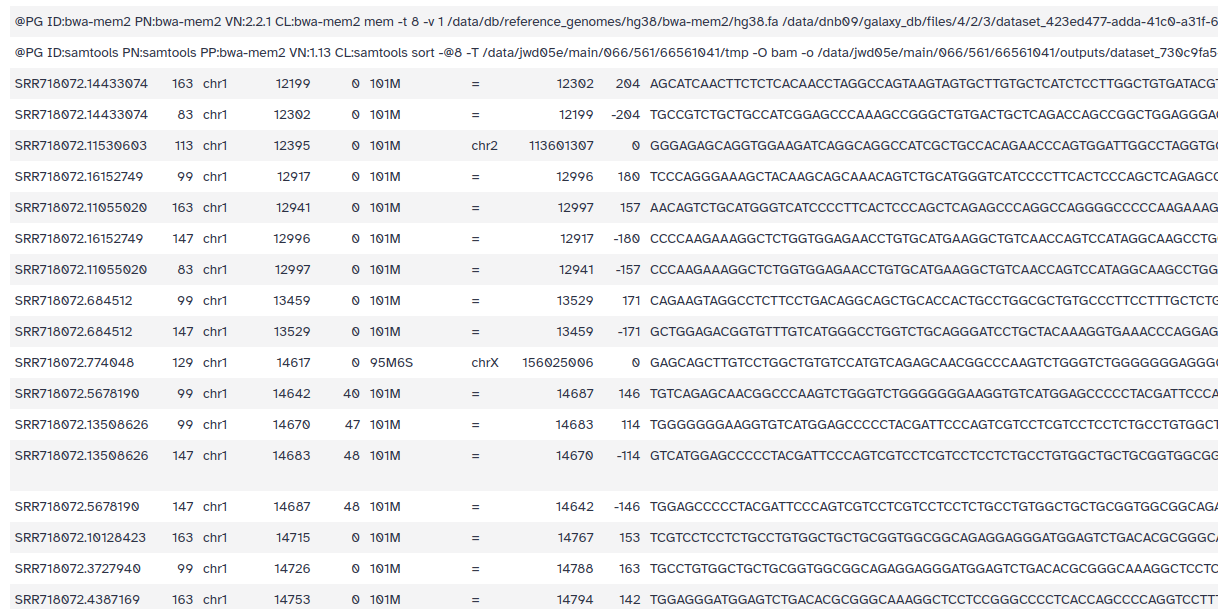 @PG ID:bwa-mem2 PN:bwa-mem2 VN:2.2.1 CL:bwa-mem2 mem -t 8 -v 1 /data/db/reference_genomes/hg38/bwa-mem2/hg38.fa /data/dnb09/galaxy_db/files/4/2/3/dataset_423ed477-adda-41c0-a31f-6
@PG ID:samtools PN:samtools PP:bwa-mem2 VN:1.13 CL:samtools sort -@8 -T /data/jwd05e/main/066/561/66561041/tmp -O bam -o /data/jwd05e/main/066/561/66561041/outputs/dataset_730c9fa5
SRR718072.14433074 163 chr1 12199 0 101M = 12302 204 AGCATCAACTTCTCTCACAACCTAGGCCAGTAAGTAGTGCTTGTGCTCATCTCCTTGGCTGTGATACGT
SRR718072.14433074 83 chr1 12302 0 101M = 12199 -204 TGCCGTCTGCTGCCATCGGAGCCCAAAGCCGGGCTGTGACTGCTCAGACCAGCCGGCTGGAGGGA
SRR718072.11530603 113 chr1 12395 0 101M chr2 113601307 0 GGGAGAGCAGGTGGAAGATCAGGCAGGCCATCGCTGCCACAGAACCCAGTGGATTGGCCTAGGTG
SRR718072.16152749 99 chr1 12917 0 101M = 12996 180 TCCCAGGGAAAGCTACAAGCAGCAAACAGTCTGCATGGGTCATCCCCTTCACTCCCAGCTCAGAGCC
SRR718072.11055020 163 chr1 12941 0 101M = 12997 157 AACAGTCTGCATGGGTCATCCCCTTCACTCCCAGCTCAGAGCCCAGGCCAGGGGCCCCCAAGAAAG
SRR718072.16152749 147 chr1 12996 0 101M = 12917 -180 CCCCAAGAAAGGCTCTGGTGGAGAACCTGTGCATGAAGGCTGTCAACCAGTCCATAGGCAAGCCTG
SRR718072.11055020 83 chr1 12997 0 101M = 12941 -157 CCCAAGAAAGGCTCTGGTGGAGAACCTGTGCATGAAGGCTGTCAACCAGTCCATAGGCAAGCCTGG
SRR718072.684512 99 chr1 13459 0 101M = 13529 171 CAGAAGTAGGCCTCTTCCTGACAGGCAGCTGCACCACTGCCTGGCGCTGTGCCCTTCCTTTGCTCTG
SRR718072.684512 147 chr1 13529 0 101M = 13459 -171 GCTGGAGACGGTGTTTGTCATGGGCCTGGTCTGCAGGGATCCTGCTACAAAGGTGAAACCCAGGAG
SRR718072.774048 129 chr1 14617 0 95M6S chrX 156025006 0 GAGCAGCTTGTCCTGGCTGTGTCCATGTCAGAGCAACGGCCCAAGTCTGGGTCTGGGGGGGAGGG
SRR718072.5678190 99 chr1 14642 40 101M = 14687 146 TGTCAGAGCAACGGCCCAAGTCTGGGTCTGGGGGGGAAGGTGTCATGGAGCCCCCTACGATTCCCA
SRR718072.13508626 99 chr1 14670 47 101M = 14683 114 TGGGGGGGAAGGTGTCATGGAGCCCCCTACGATTCCCAGTCGTCCTCGTCCTCCTCTGCCTGTGGCT
SRR718072.13508626 147 chr1 14683 48 101M = 14670 -114 GTCATGGAGCCCCCTACGATTCCCAGTCGTCCTCGTCCTCCTCTGCCTGTGGCTGCTGCGGTGGCGG
SRR718072.5678190 147 chr1 14687 48 101M = 14642 -146 TGGAGCCCCCTACGATTCCCAGTCGTCCTCGTCCTCCTCTGCCTGTGGCTGCTGCGGTGGCGGCAGA
SRR718072.10128423 163 chr1 14715 0 101M = 14767 153 TCGTCCTCCTCTGCCTGTGGCTGCTGCGGTGGCGGCAGAGGAGGGATGGAGTCTGACACGCGGGCA
SRR718072.3727940 99 chr1 14726 0 101M = 14788 163 TGCCTGTGGCTGCTGCGGTGGCGGCAGAGGAGGGATGGAGTCTGACACGCGGGCAAAGGCTCCTC
SRR718072.4387169 163 chr1 14753 0 101M = 14794 142 TGGAGGGATGGAGTCTGACACGCGGGCAAAGGCTCCTCCGGGCCCCTCACCAGCCCCAGGTCCTTT